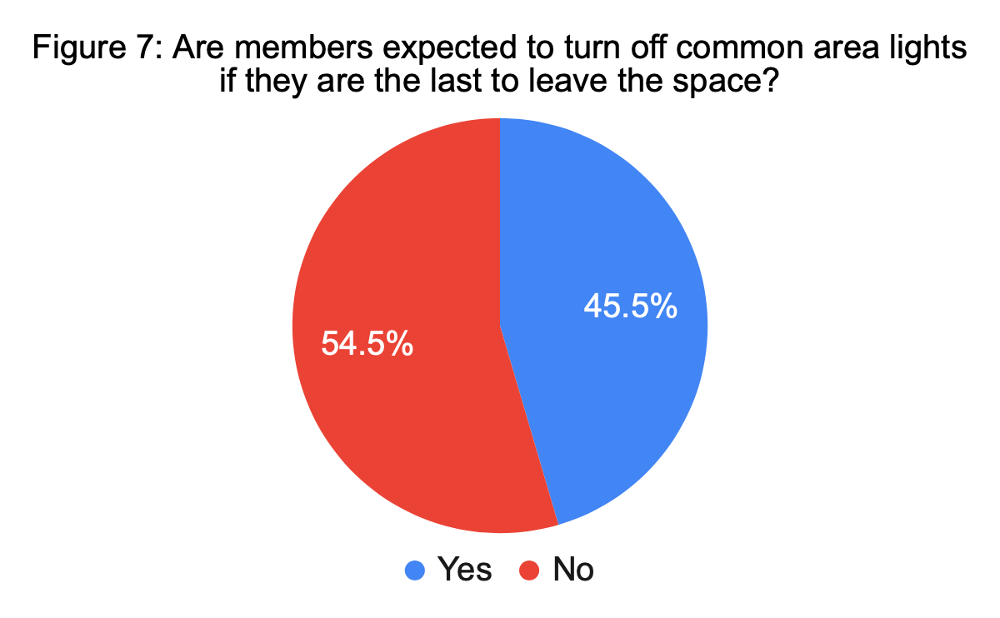 Figure 7: Are members expected to turn off common area lights
if they are the last to leave the space?
45.5%
54.5%
Yes
No